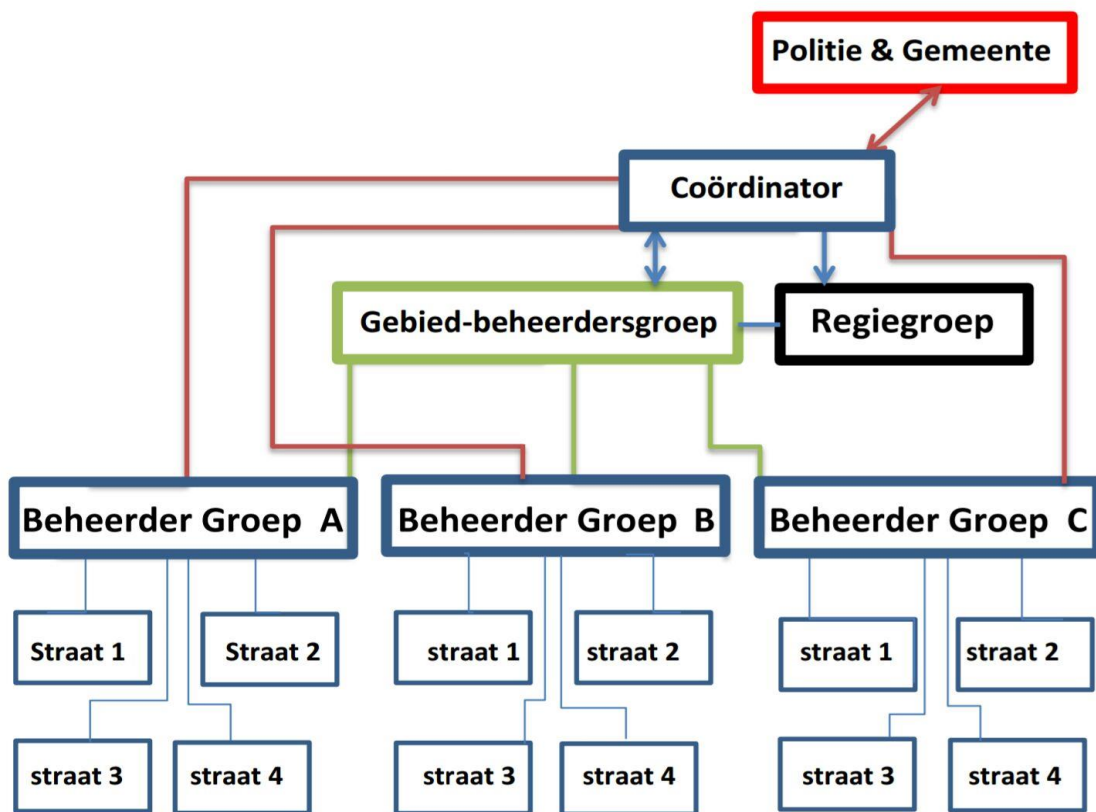 Politie & Gemeente
Coördinator
Gebied-beheerdersgroep
Regiegroep
Beheerder Groep A
Beheerder Groep B
Beheerder Groep C
Straat 1
Straat 2
straat 1
straat 2
straat 1
straat 2
straat 3
straat 4
straat 3
straat 4
straat 3
straat 4